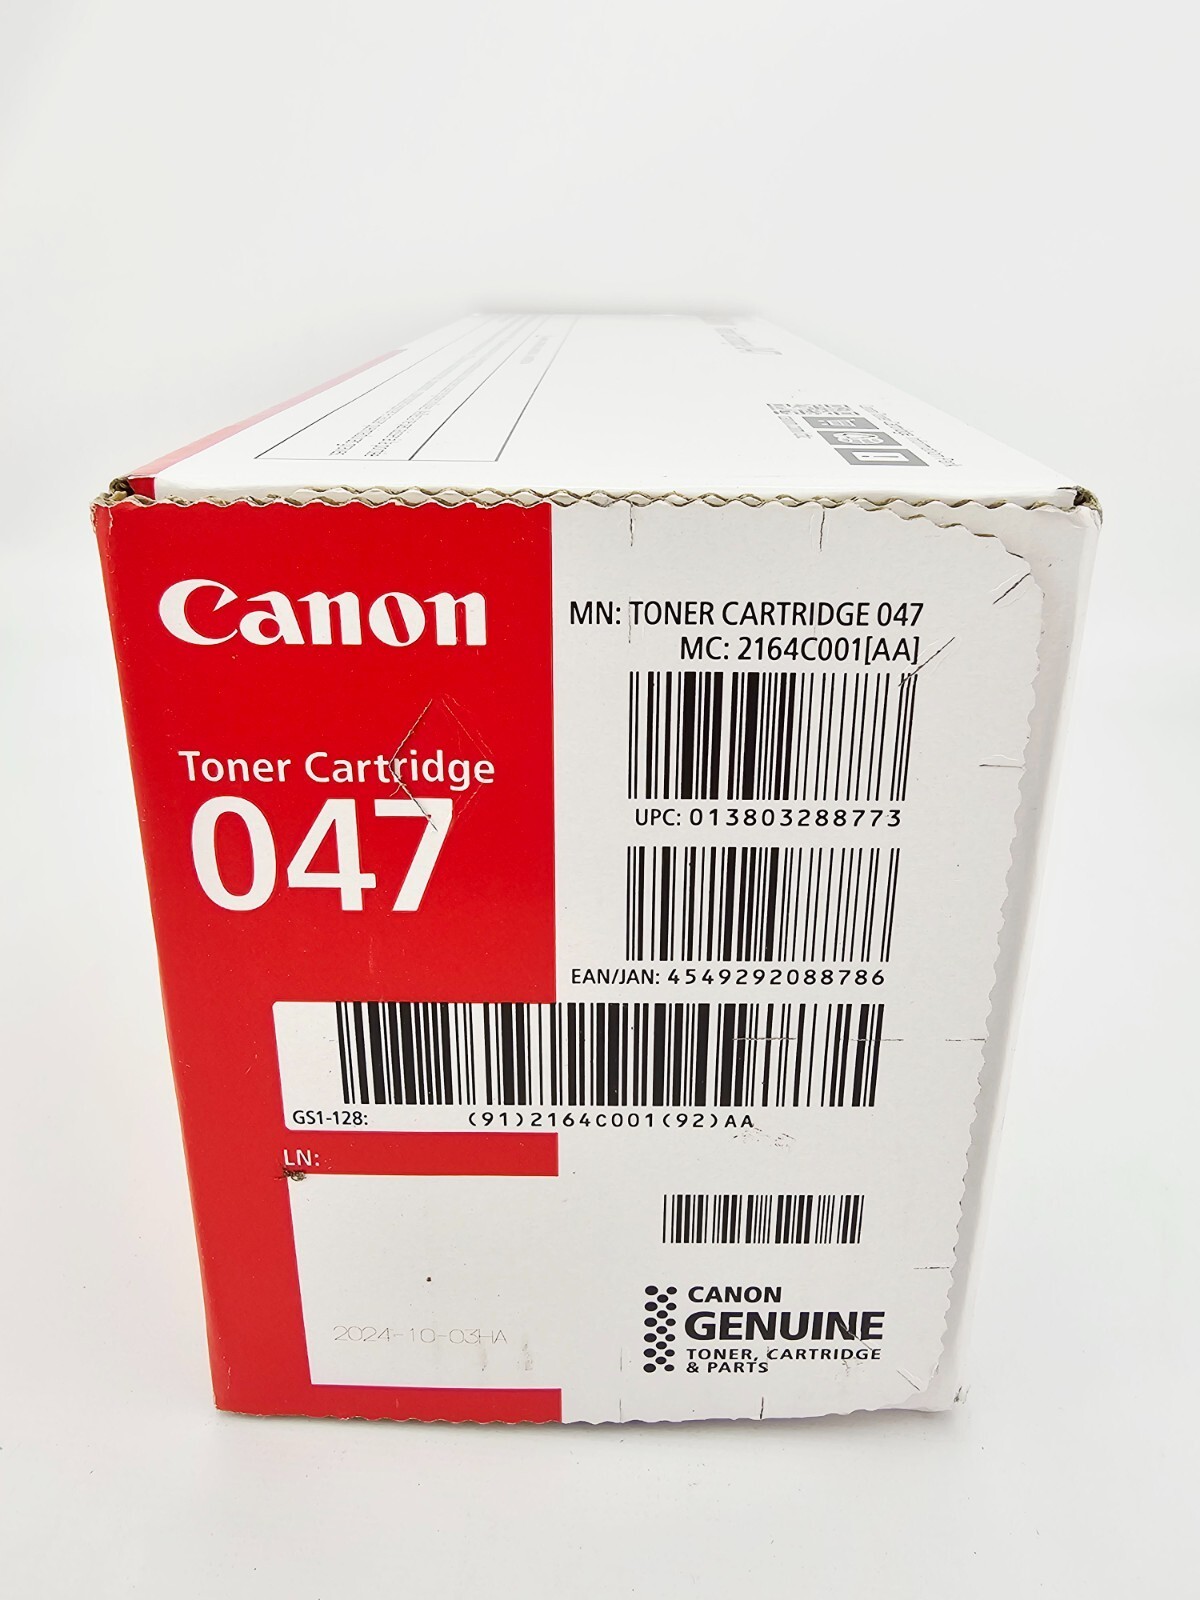 Canon
Toner Cartridge
047
MN: TONER CARTRIDGE 047
MC: 2164C001[AA]
UPC: 013803288773
EAN/JAN: 4549292088786
GS1-128: (91)2164C001(92)AA
LN:
2024-10-03HA
CANON
GENUINE
TONER, CARTRIDGE
& PARTS